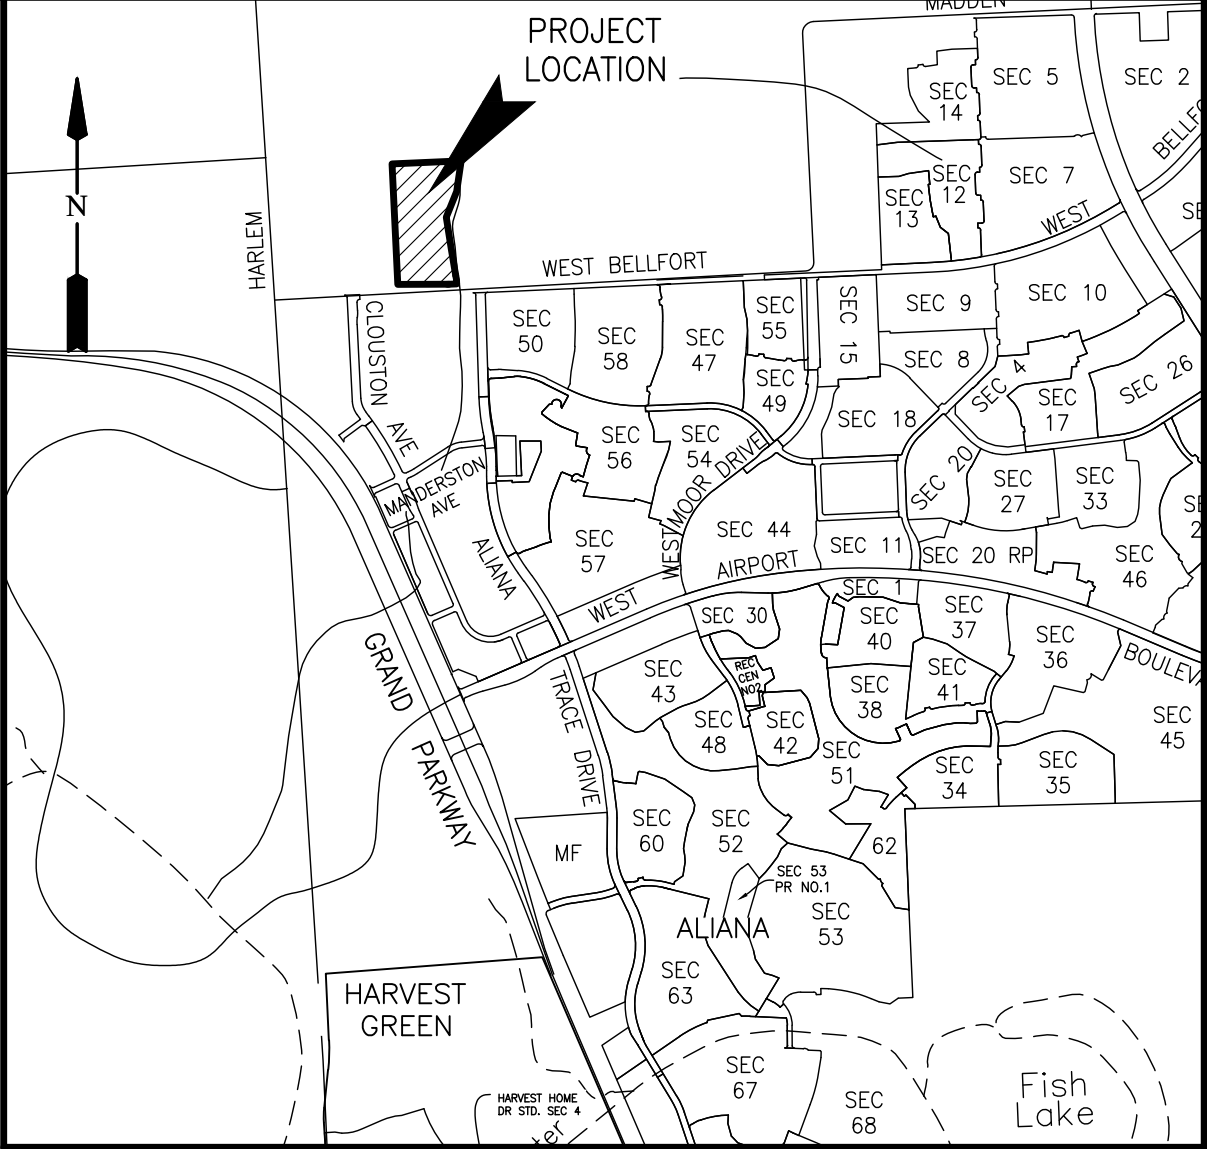 MADDEN
PROJECT
LOCATION
SEC 5
SEC 2
SEC
14
BELLFO
N
SEC
12
SEC 7
SEC
13
WEST
SE
HARLEM
WEST BELLFORT
CLOUSTON
AVE
SEC
50
SEC
58
SEC
47
SEC
55
SEC 15
SEC 9
SEC 10
SEC 8
SEC 4
SEC 26
SEC
49
SEC
17
SEC 18
SEC
56
SEC
54
WESTMOOR DRIVE
SEC 20
SEC
27
SEC
33
SE
2
MANDERSTON
AVE
ALIANA
SEC
57
SEC 44
SEC 11
SEC 20 RP
SEC
46
WEST
AIRPORT
BOULEVA
SEC 1
SEC 30
SEC
40
SEC
37
SEC
36
GRAND
PARKWAY
TRACE DRIVE
SEC
43
REC
CEN
NO2
SEC
38
SEC
41
SEC
48
SEC
42
SEC
51
SEC
45
SEC
34
SEC
35
SEC
60
SEC
52
62
MF
SEC 53
PR NO.1
SEC
53
ALIANA
SEC
63
HARVEST
GREEN
SEC
67
SEC
68
Fish
Lake
HARVEST HOME
DR STD. SEC 4
ter